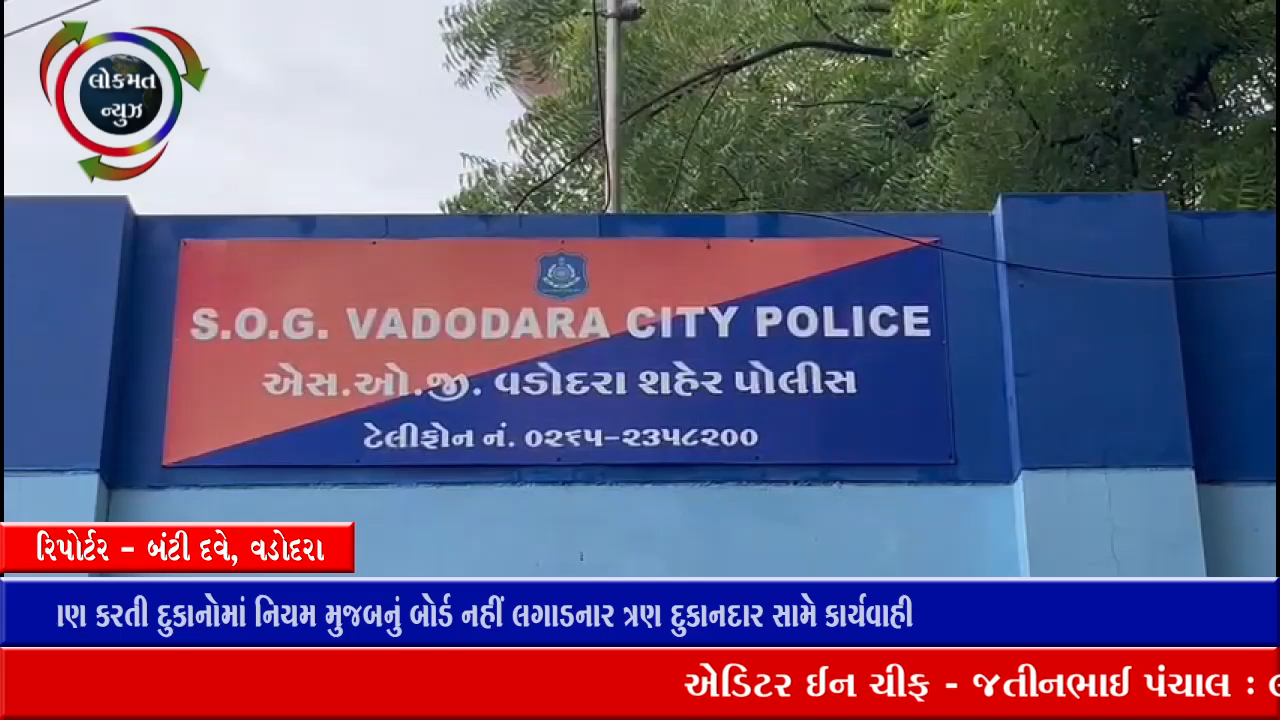 લોકમત
ન્યુઝ
S.O.G. VADODARA CITY POLICE
એસ.ઓ.જી. વડોદરા શહેર પોલીસ
ટેલીફોન નં. ૦૨૬૫-૨૩૫૮૨૦૦
રિપોર્ટર - બંટી દવે, વડોદરા
ાણ કરતી દુકાનોમાં નિયમ મુજબનું બોર્ડ નહીં લગાડનાર ત્રણ દુકાનદાર સામે કાર્યવાહી
એડિટર ઈન ચીફ - જતીનભાઈ પંચાલ :